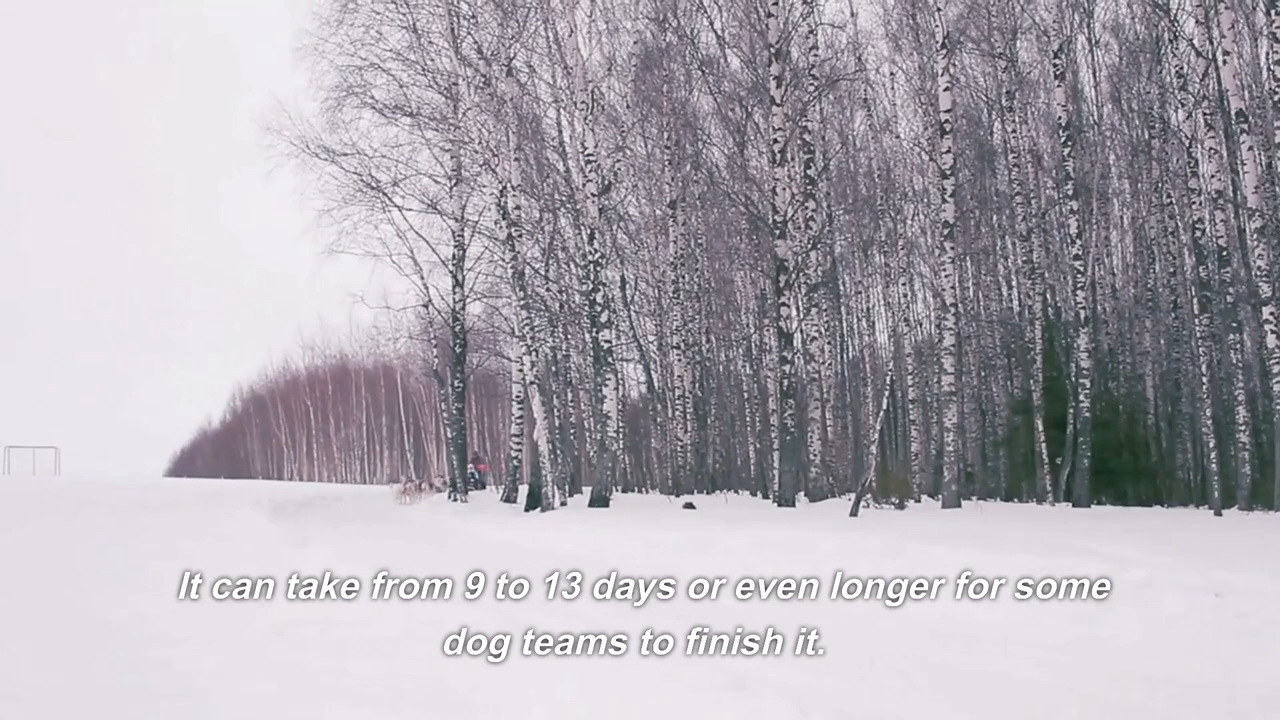 It can take from 9 to 13 days or even longer for some
dog teams to finish it.